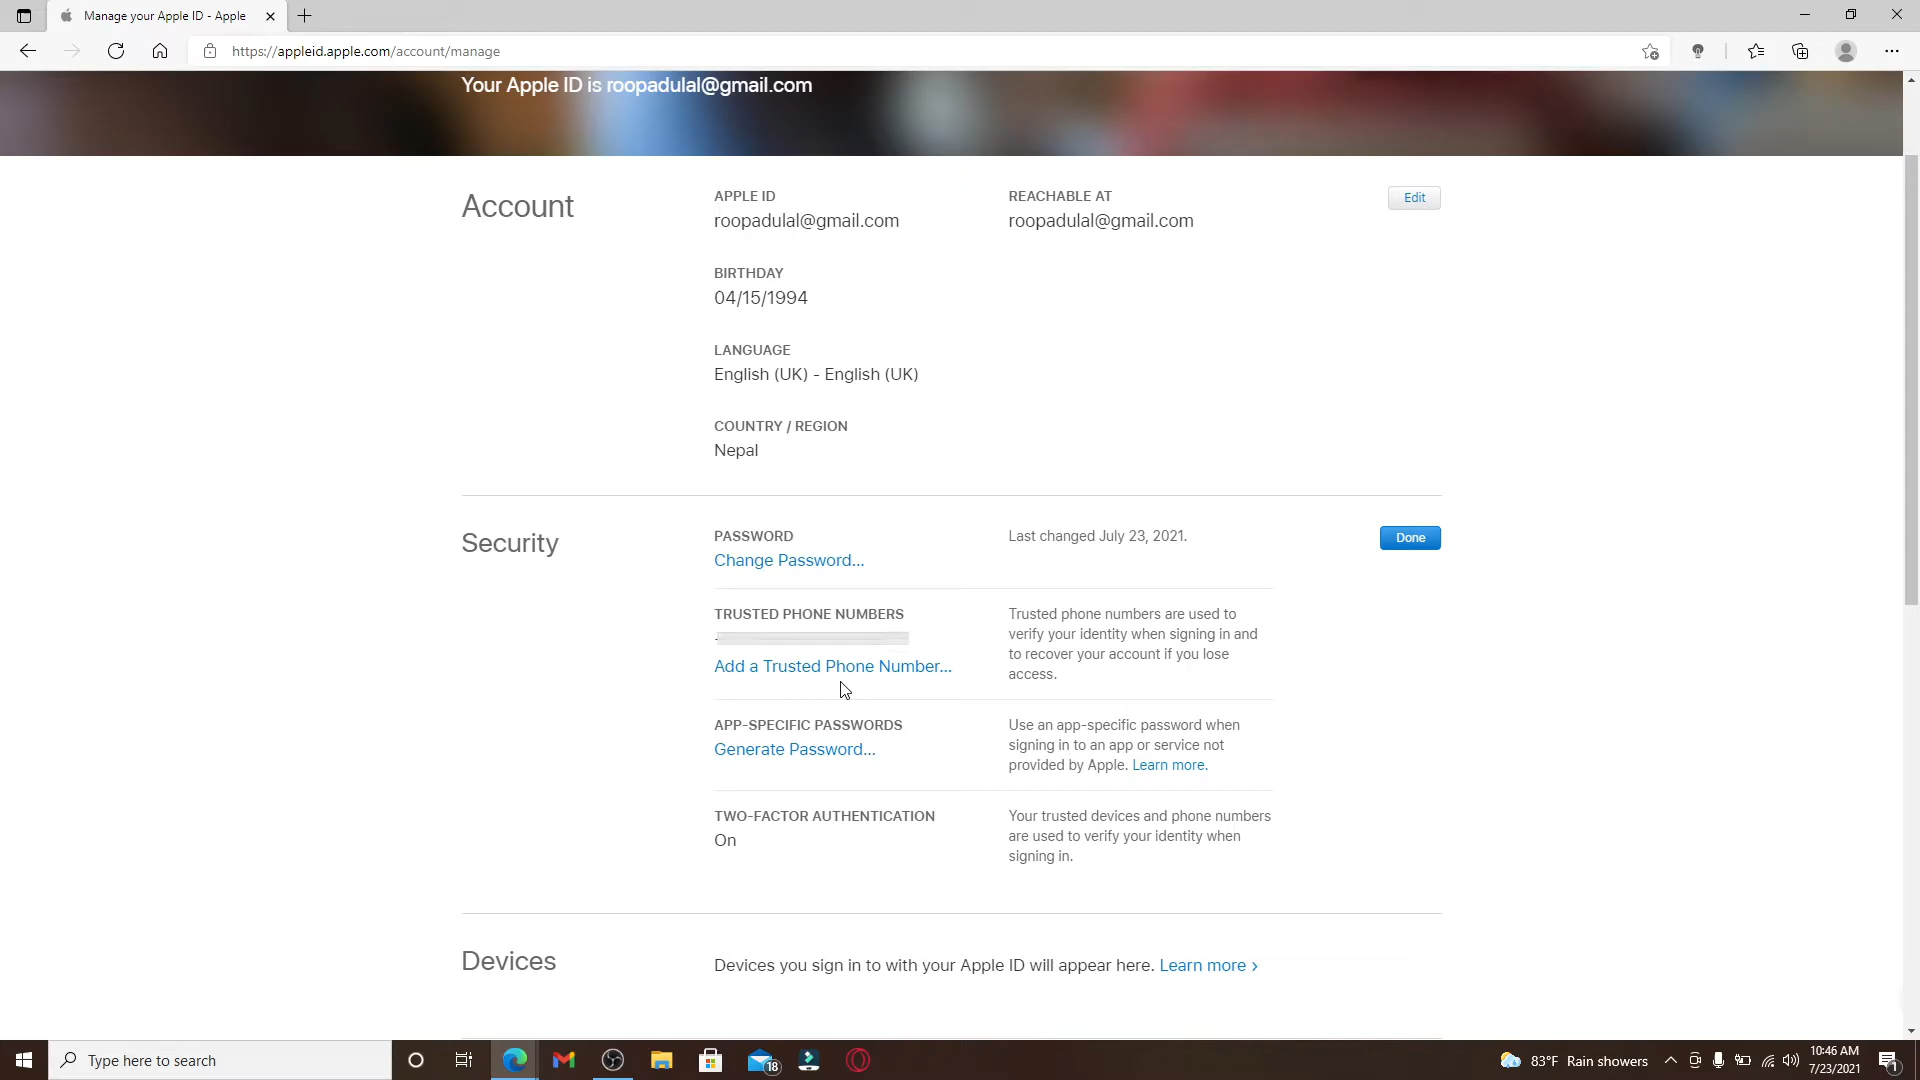 Manage your Apple ID - Apple
https://appleid.apple.com/account/manage
Your Apple ID is roopadulal@gmail.com
Account
APPLE ID
roopadulal@gmail.com
REACHABLE AT
roopadulal@gmail.com
Edit
BIRTHDAY
04/15/1994
LANGUAGE
English (UK) - English (UK)
COUNTRY / REGION
Nepal
Security
PASSWORD
Change Password...
Last changed July 23, 2021.
Done
TRUSTED PHONE NUMBERS
Add a Trusted Phone Number...
Trusted phone numbers are used to
verify your identity when signing in and
to recover your account if you lose
access.
APP-SPECIFIC PASSWORDS
Generate Password...
Use an app-specific password when
signing in to an app or service not
provided by Apple. Learn more.
TWO-FACTOR AUTHENTICATION
On
Your trusted devices and phone numbers
are used to verify your identity when
signing in.
Devices
Devices you sign in to with your Apple ID will appear here. Learn more >
Type here to search
18
83°F Rain showers
10:46 AM
7/23/2021
1